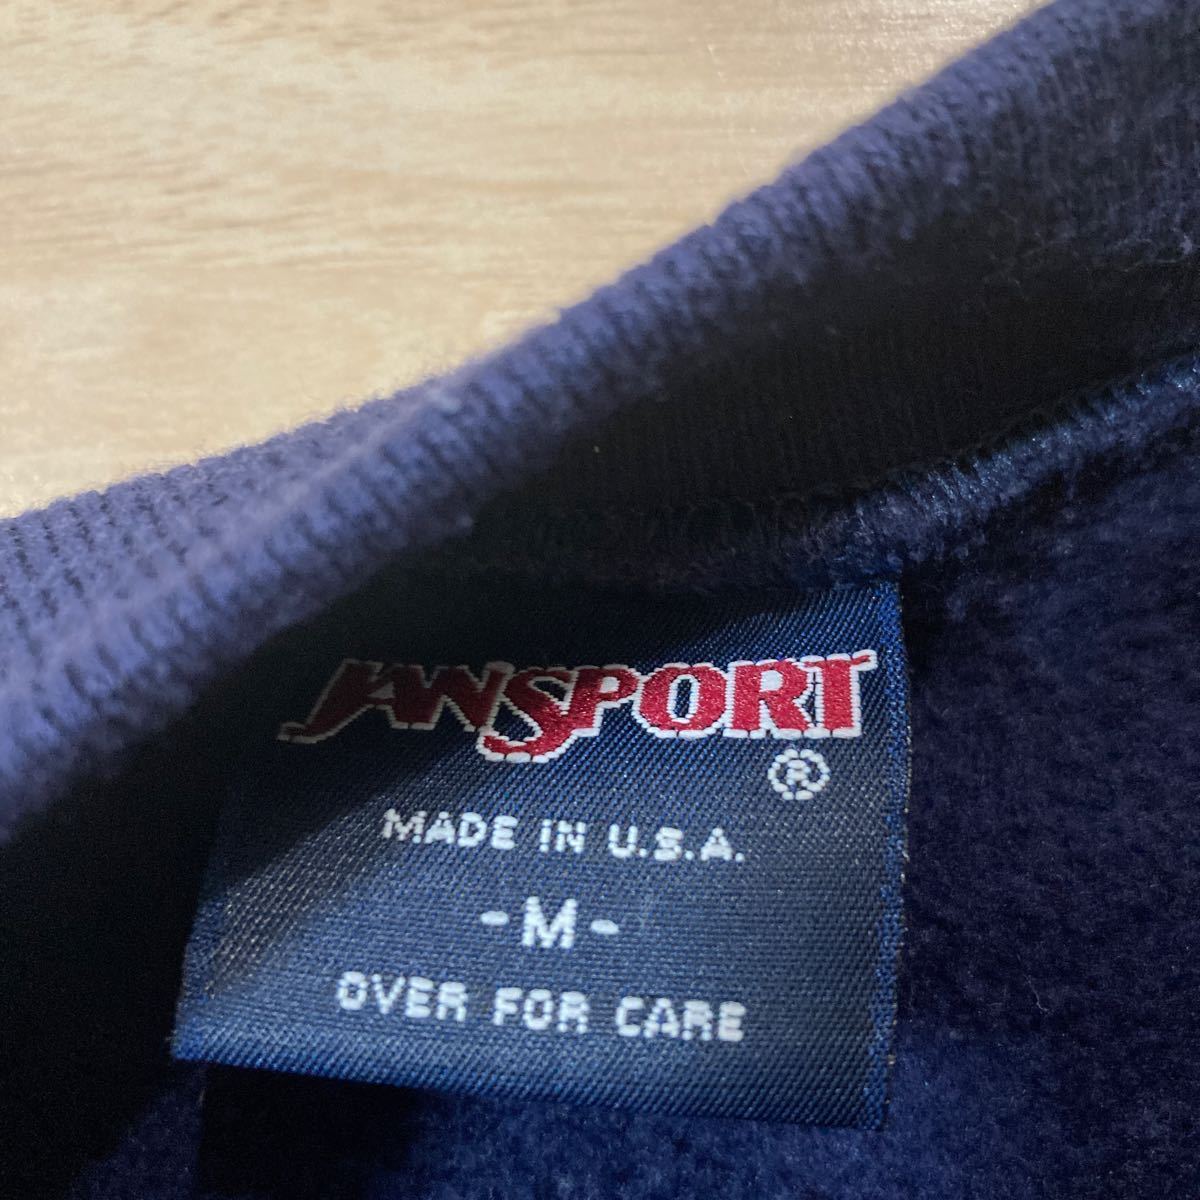 JANSPORT
®
MADE IN U.S.A.
-M-
OVER FOR CARE